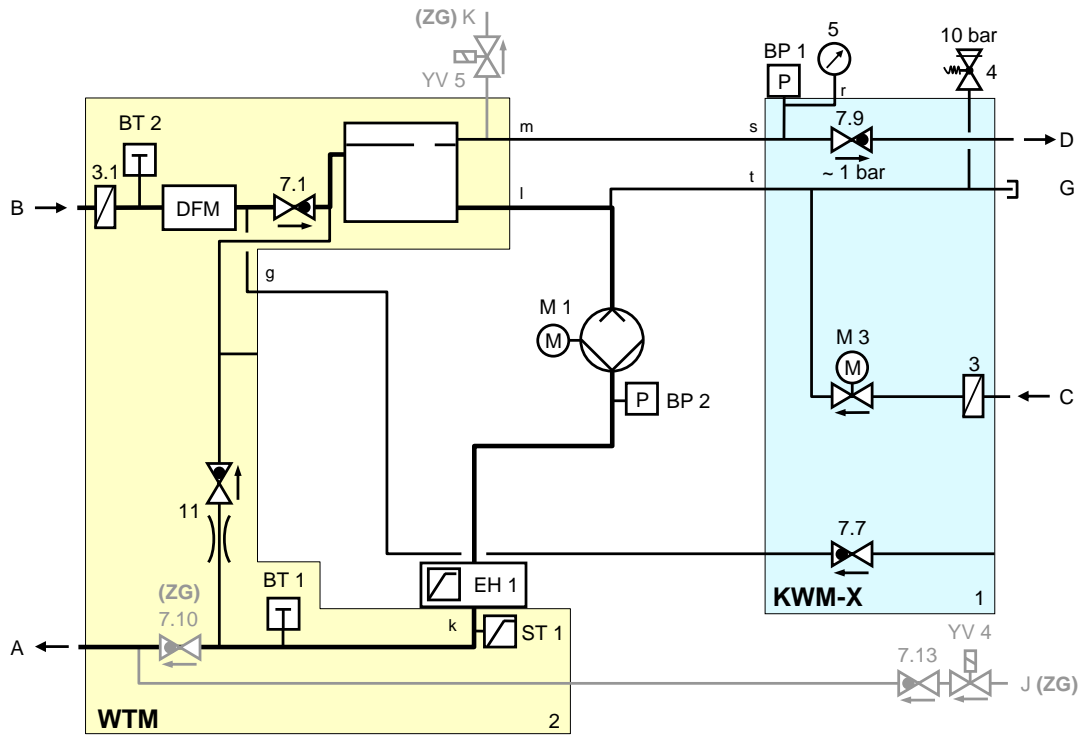 (ZG) K
YV 5
5
BP 1
P
10 bar
4
r
BT 2
T
3.1
7.1
B
DFM
m
s
7.9
~ 1 bar
D
l
t
G
g
M 1
M
M 3
M
3
P
BP 2
C
11
7.7
BT 1
T
EH 1
(ZG)
7.10
k
ST 1
KWM-X
1
A
YV 4
7.13
J (ZG)
WTM
2